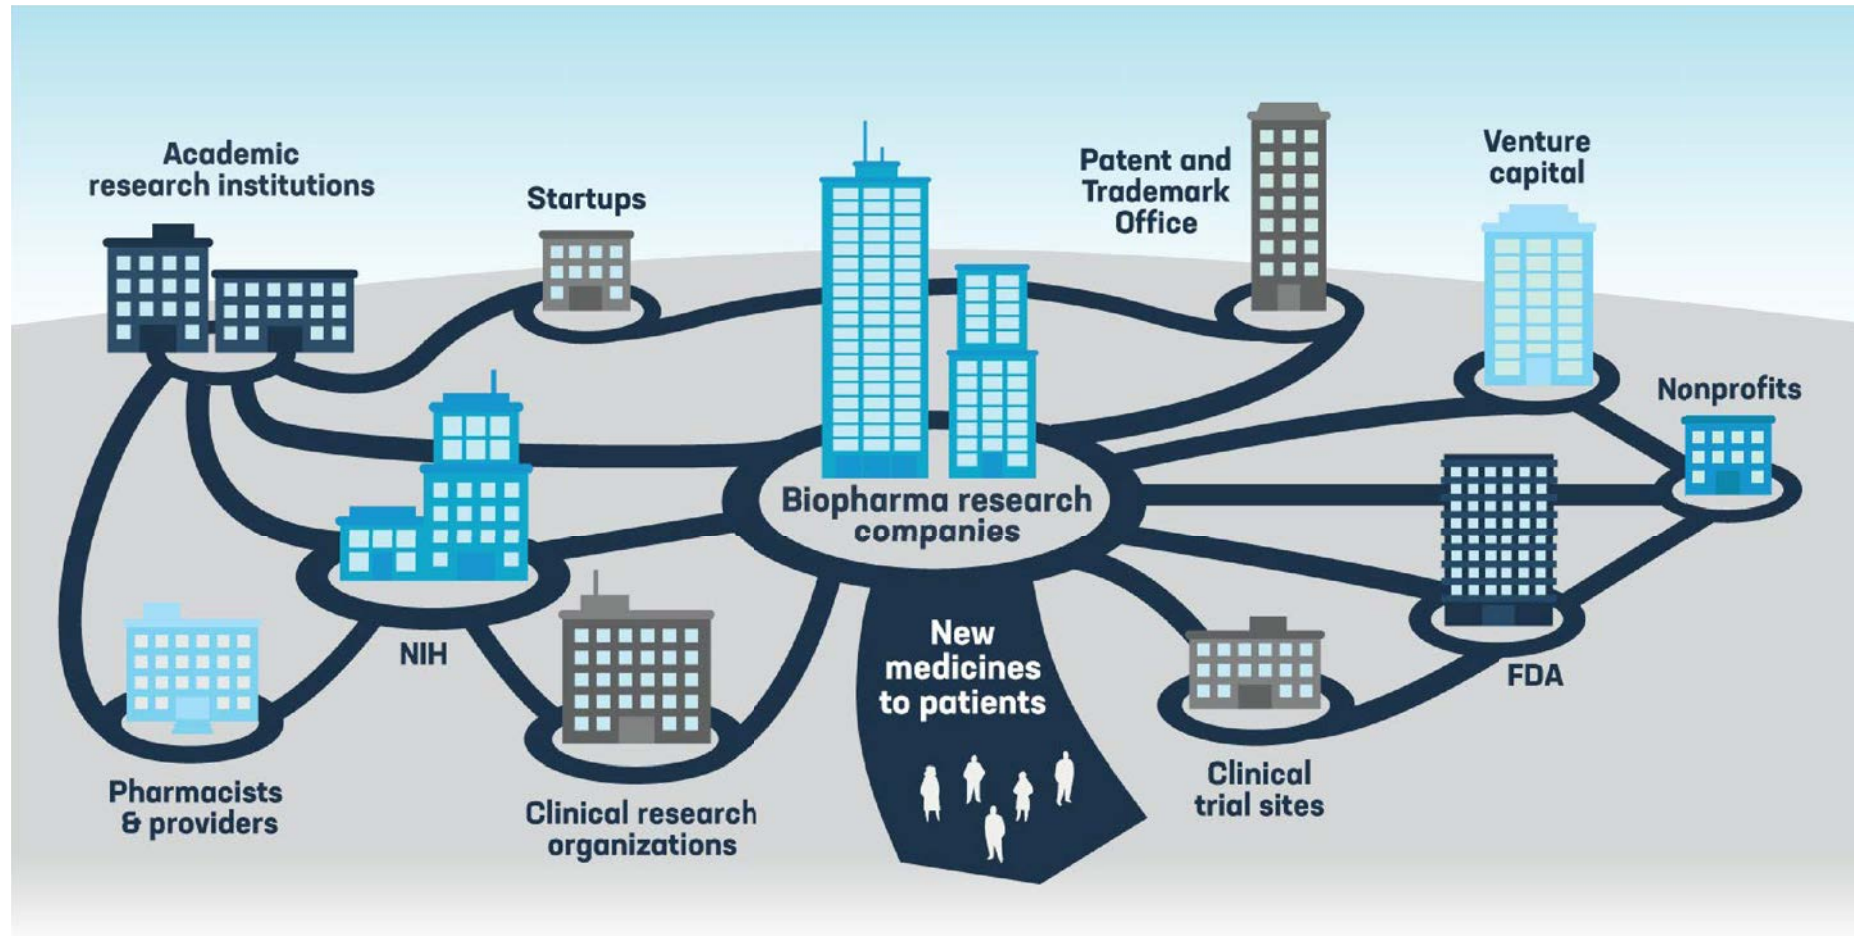 Academic
research institutions
Startups
Patent and
Trademark
Office
Venture
capital
Nonprofits
Biopharma research
companies
NIH
New
medicines
to patients
FDA
Pharmacists
& providers
Clinical research
organizations
Clinical
trial sites